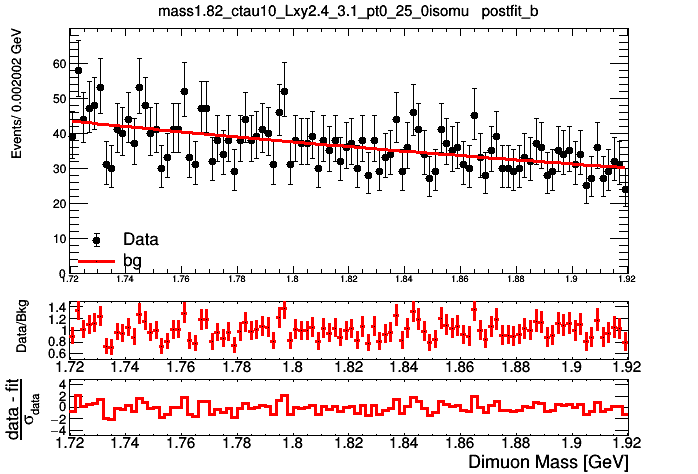 mass1.82_ctau10_Lxy2.4_3.1_pt0_25_0isomu postfit_b
Events/ 0.002002 GeV
60
50
40
30
20
10
0
Data
bg
1.72 1.74 1.76 1.78 1.8 1.82 1.84 1.86 1.88 1.9 1.92
Data/Bkg
1.4
1.2
1
0.8
0.6
1.72 1.74 1.76 1.78 1.8 1.82 1.84 1.86 1.88 1.9 1.92
data - fit
σdata
4
2
0
−2
−4
1.72 1.74 1.76 1.78 1.8 1.82 1.84 1.86 1.88 1.9 1.92
Dimuon Mass [GeV]